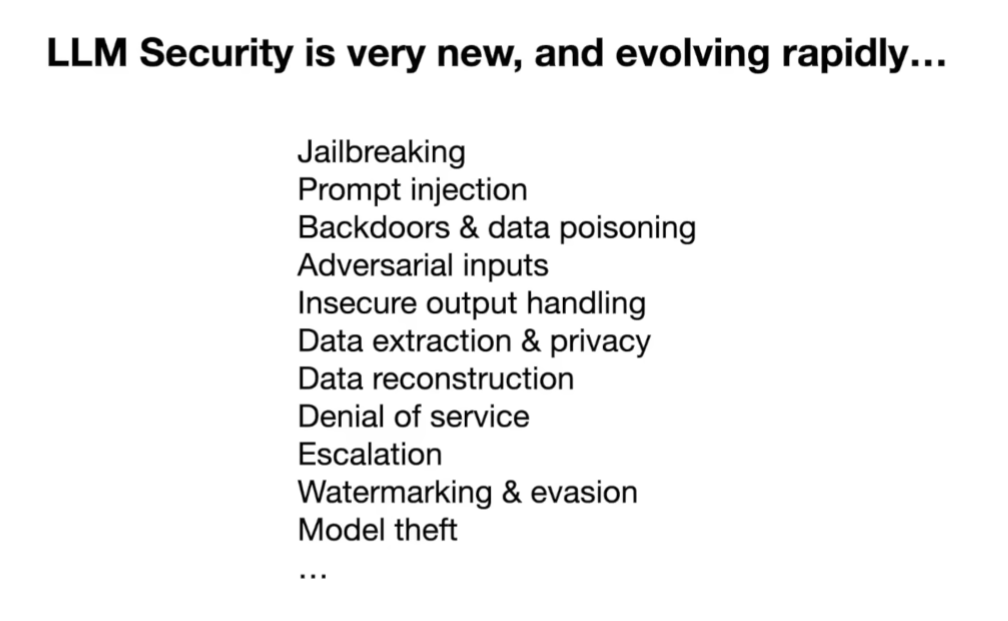 LLM Security is very new, and evolving rapidly...
Jailbreaking
Prompt injection
Backdoors & data poisoning
Adversarial inputs
Insecure output handling
Data extraction & privacy
Data reconstruction
Denial of service
Escalation
Watermarking & evasion
Model theft
...